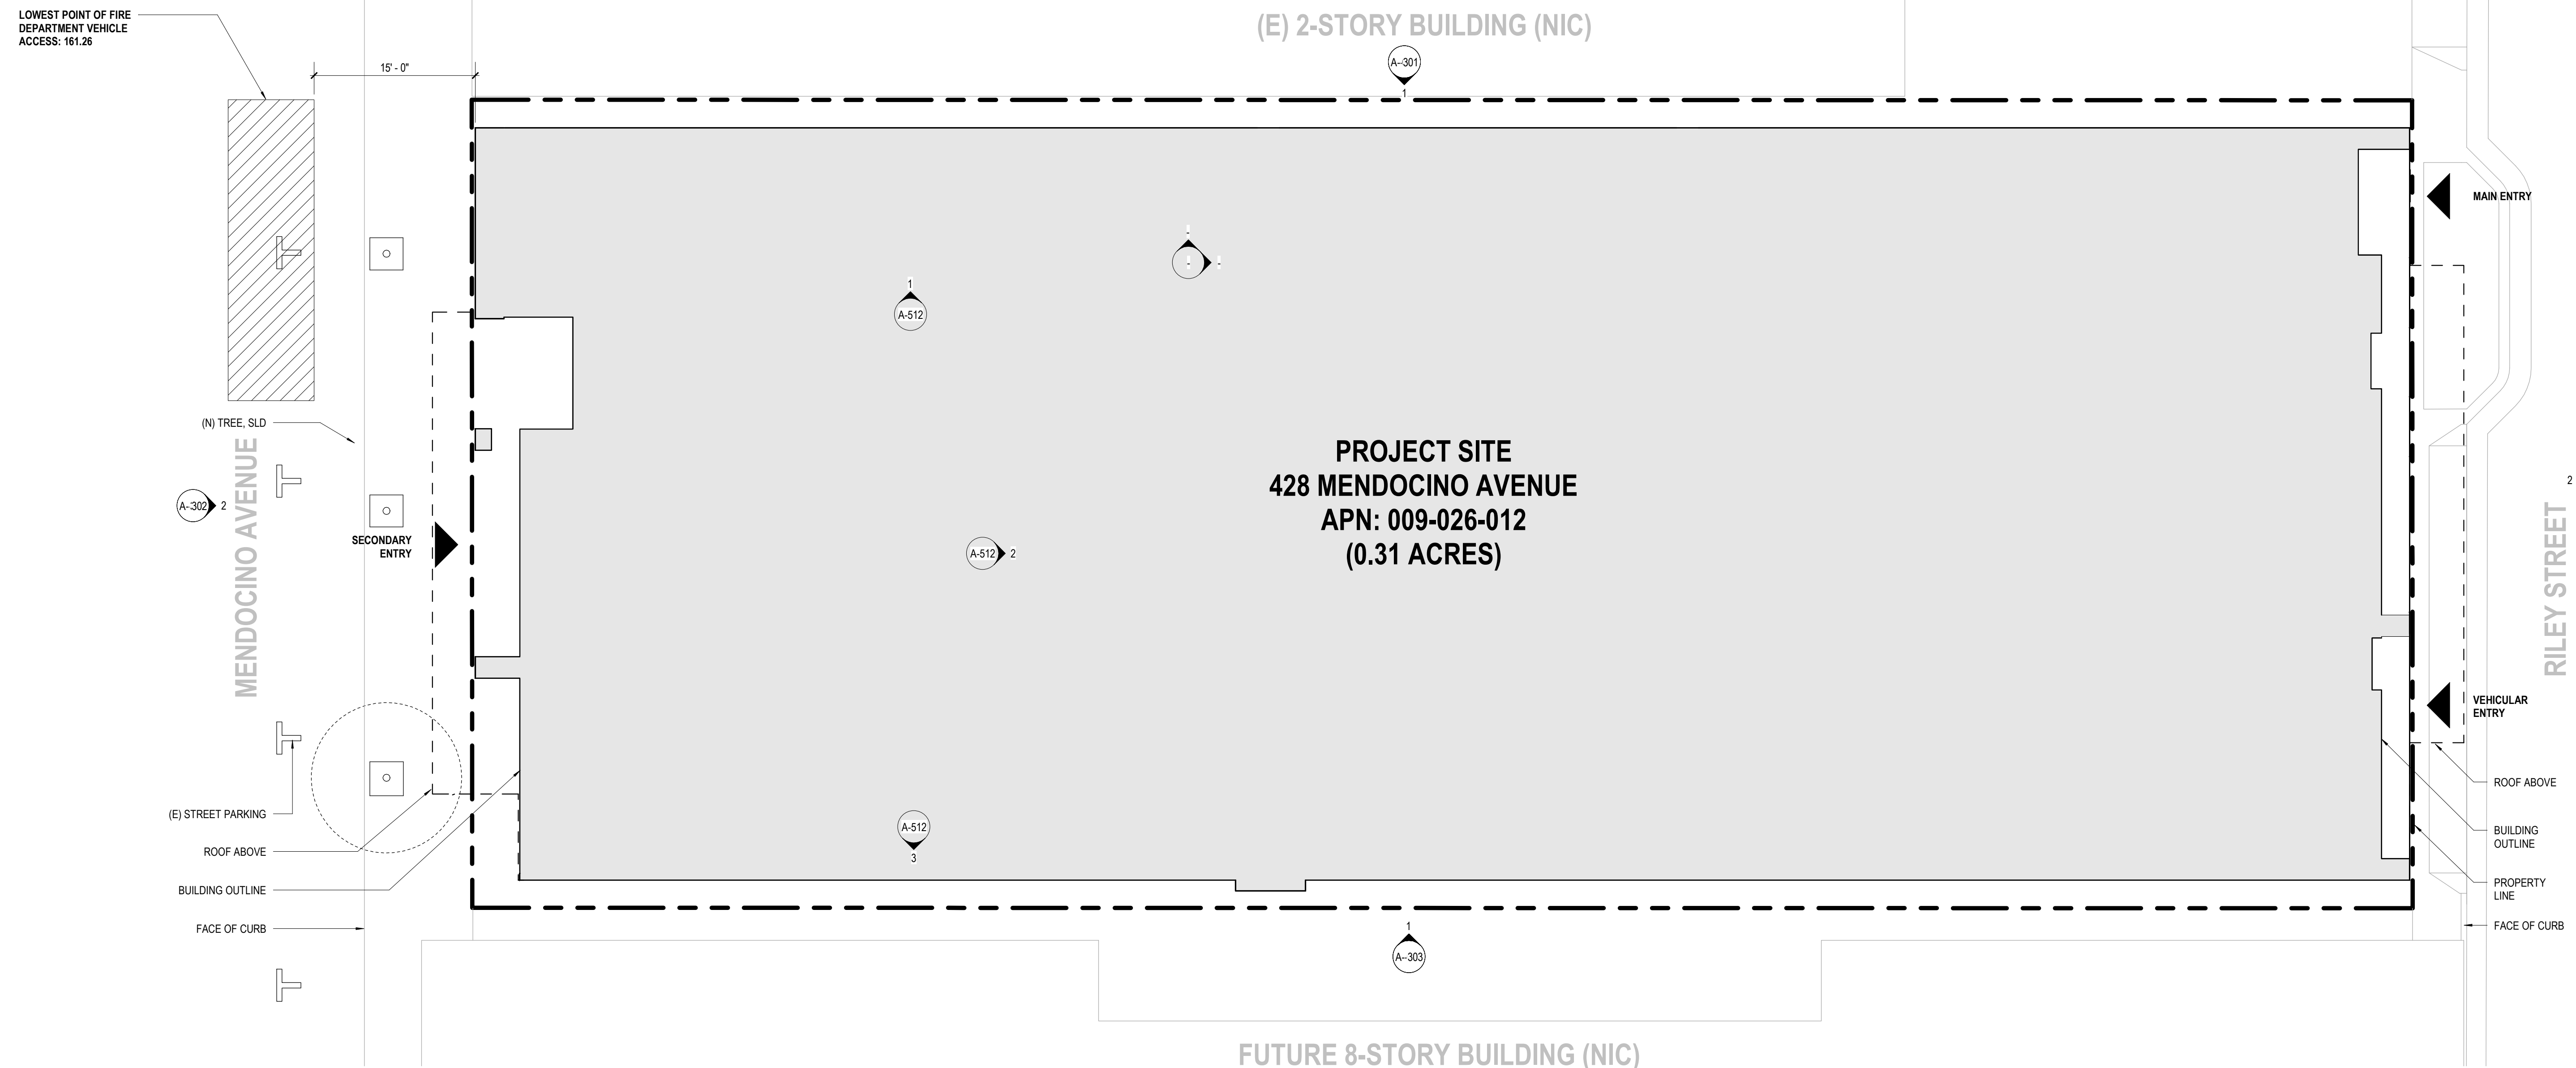 LOWEST POINT OF FIRE
DEPARTMENT VEHICLE
ACCESS: 161.26
15' - 0"
(E) 2-STORY BUILDING (NIC)
A-301
1
MAIN ENTRY
-
-
-
1
A-512
(N) TREE, SLD
MENDOCINO AVENUE
A-302
2
SECONDARY
ENTRY
A-512
2
PROJECT SITE
428 MENDOCINO AVENUE
APN: 009-026-012
(0.31 ACRES)
2
RILEY STREET
VEHICULAR
ENTRY
(E) STREET PARKING
ROOF ABOVE
BUILDING OUTLINE
FACE OF CURB
A-512
3
ROOF ABOVE
BUILDING
OUTLINE
PROPERTY
LINE
FACE OF CURB
1
A-303
FUTURE 8-STORY BUILDING (NIC)